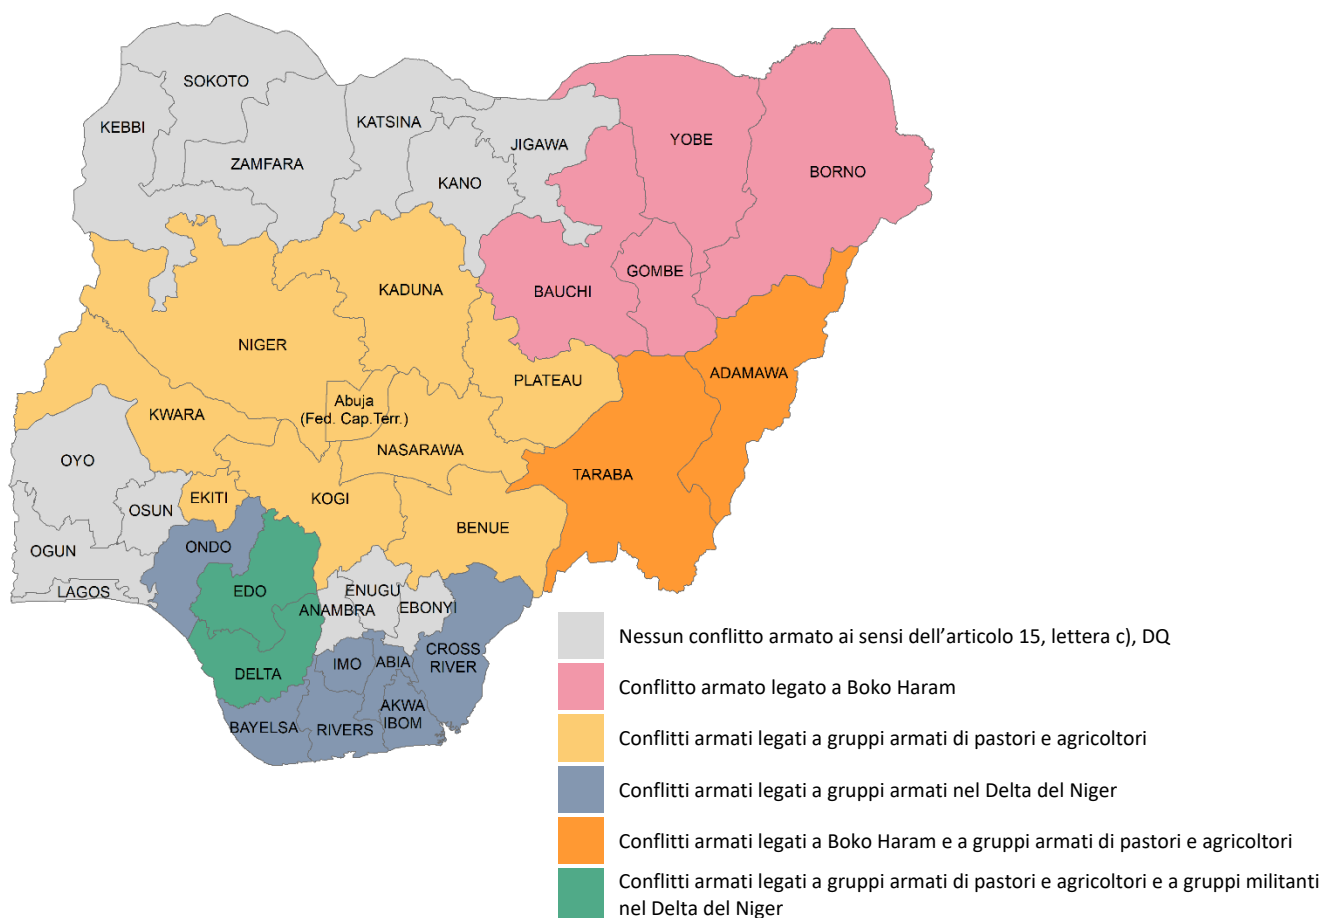 SOKOTO
KEBBI
KATSINA
ZAMFARA
JIGAWA
KANO
YOBE
BORNO
GOMBE
BAUCHI
KADUNA
NIGER
PLATEAU
ADAMAWA
Abuja
(Fed. Cap.Terr.)
KWARA
NASARAWA
TARABA
OYO
EKITI
KOGI
OSUN
BENUE
ONDO
OGUN
LAGOS
EDO
ENUGU
ANAMBRA
EBONYI
DELTA
IMO
ABIA
CROSS
RIVER
AKWA
IBOM
BAYELSA
RIVERS
Nessun conflitto armato ai sensi dell’articolo 15, lettera c), DQ
Conflitto armato legato a Boko Haram
Conflitti armati legati a gruppi armati di pastori e agricoltori
Conflitti armati legati a gruppi armati nel Delta del Niger
Conflitti armati legati a Boko Haram e a gruppi armati di pastori e agricoltori
Conflitti armati legati a gruppi armati di pastori e agricoltori e a gruppi militanti
nel Delta del Niger